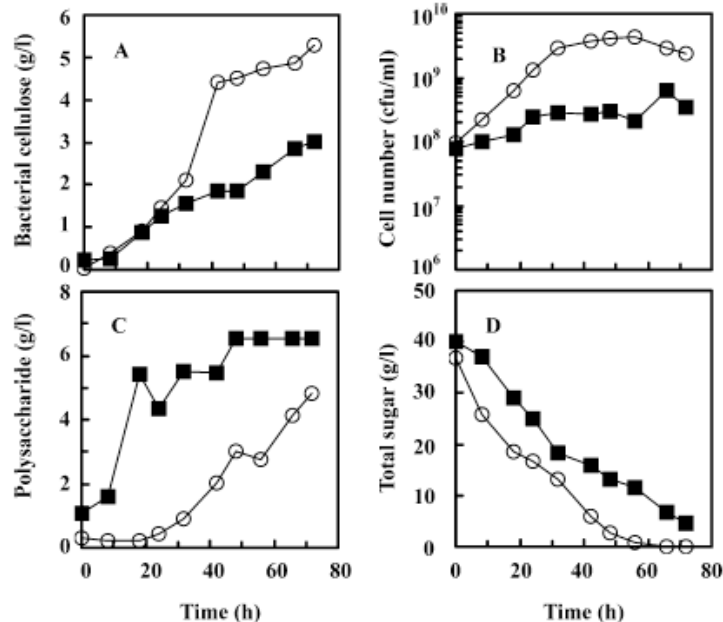 6
5
4
3
2
1
0
Bacterial cellulose (g/l)
A
10^10
10^9
10^8
10^7
10^6
Cell number (cfu/ml)
B
8
6
4
2
0
Polysaccharide (g/l)
C
0 20 40 60 80
Time (h)
50
40
30
20
10
0
Total sugar (g/l)
D
0 20 40 60 80
Time (h)